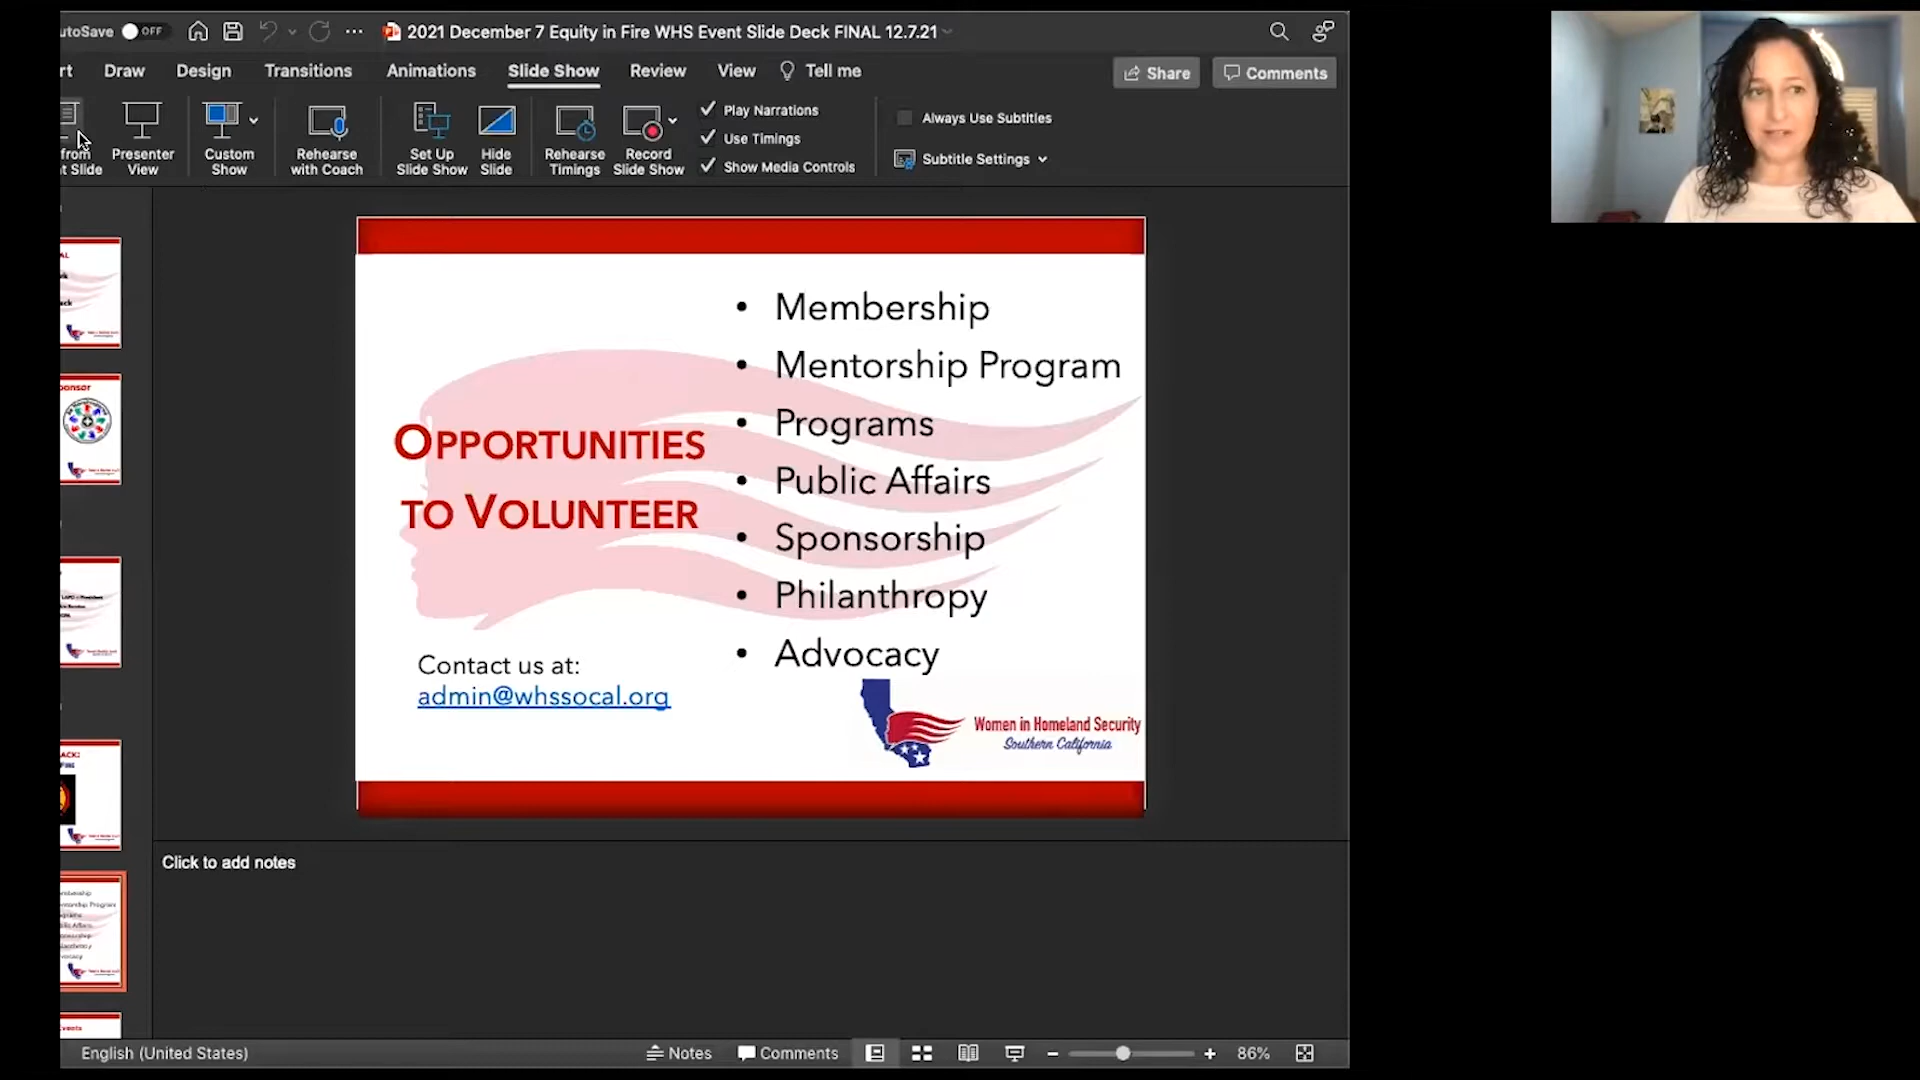 utoSave OFF
2021 December 7 Equity in Fire WHS Event Slide Deck FINAL 12.7.21
rt Draw Design Transitions Animations Slide Show Review View Tell me
Share Comments
from
t Slide
Presenter
View
Custom
Show
Rehearse
with Coach
Set Up
Slide Show
Hide
Slide
Rehearse
Timings
Record
Slide Show
Play Narrations
Use Timings
Show Media Controls
Always Use Subtitles
Subtitle Settings
OPPORTUNITIES
TO VOLUNTEER
• Membership
• Mentorship Program
• Programs
• Public Affairs
• Sponsorship
• Philanthropy
• Advocacy
Contact us at:
admin@whssocal.org
Women in Homeland Security
Southern California
Click to add notes
English (United States)
Notes Comments 86%